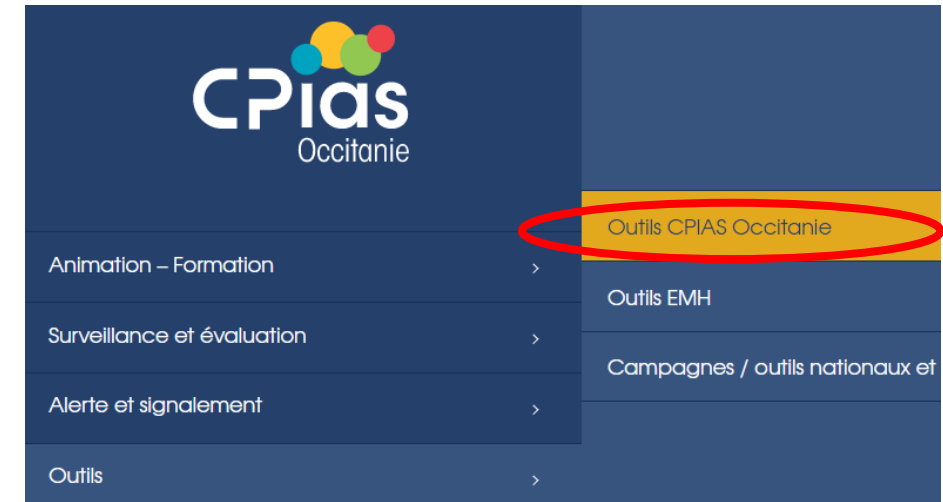 CPias
Occitanie
Animation – Formation
Surveillance et évaluation
Alerte et signalement
Outils
Outils CPIAS Occitanie
Outils EMH
Campagnes / outils nationaux et